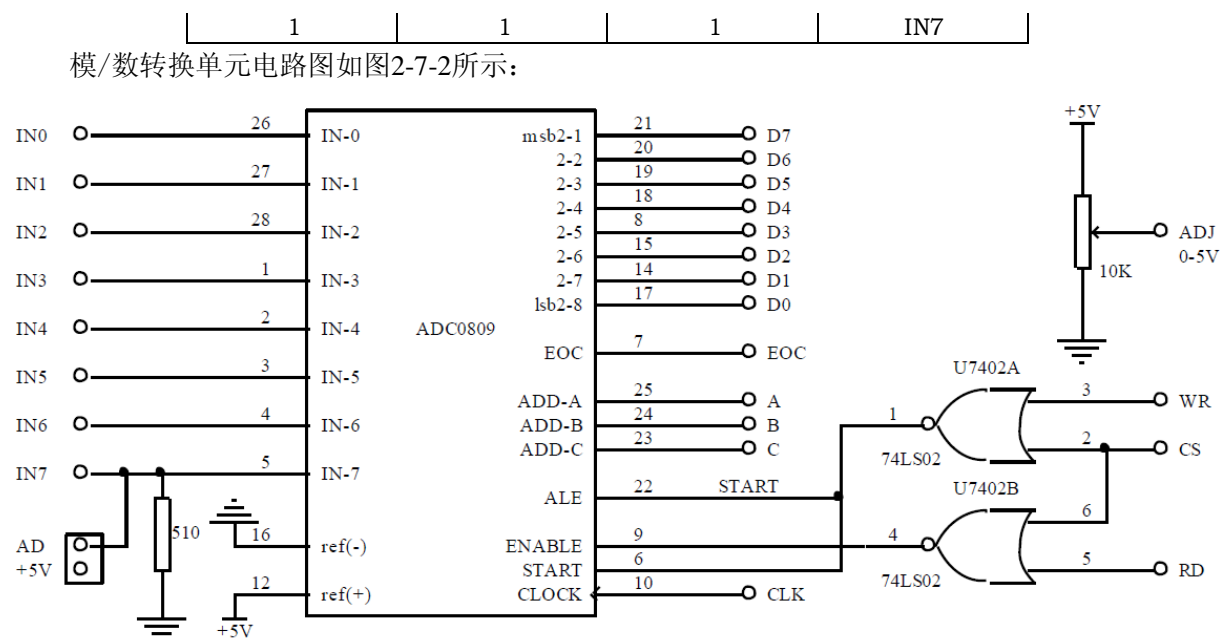 1 1 1 IN7
模/数转换单元电路图如图2-7-2所示：
+5V
IN0 26 IN-0 msb2-1 21 D7
2-2 20 D6
IN1 27 IN-1 2-3 19 D5
2-4 18 D4
IN2 28 IN-2 2-5 8 D3 ADJ
2-6 15 D2 0-5V
IN3 1 IN-3 2-7 14 D1 10K
lsb2-8 17 D0
IN4 2 IN-4 ADC0809
EOC 7 EOC
IN5 3 IN-5 U7402A
ADD-A 25 A 3 WR
IN6 4 IN-6 ADD-B 24 B 1
ADD-C 23 C 2 CS
74LS02
IN7 5 IN-7
ALE 22 START U7402B
510 6
AD 16 ref(-) ENABLE 9 4
+5V START 6 5 RD
12 ref(+) CLOCK 10 CLK 74LS02
+5V